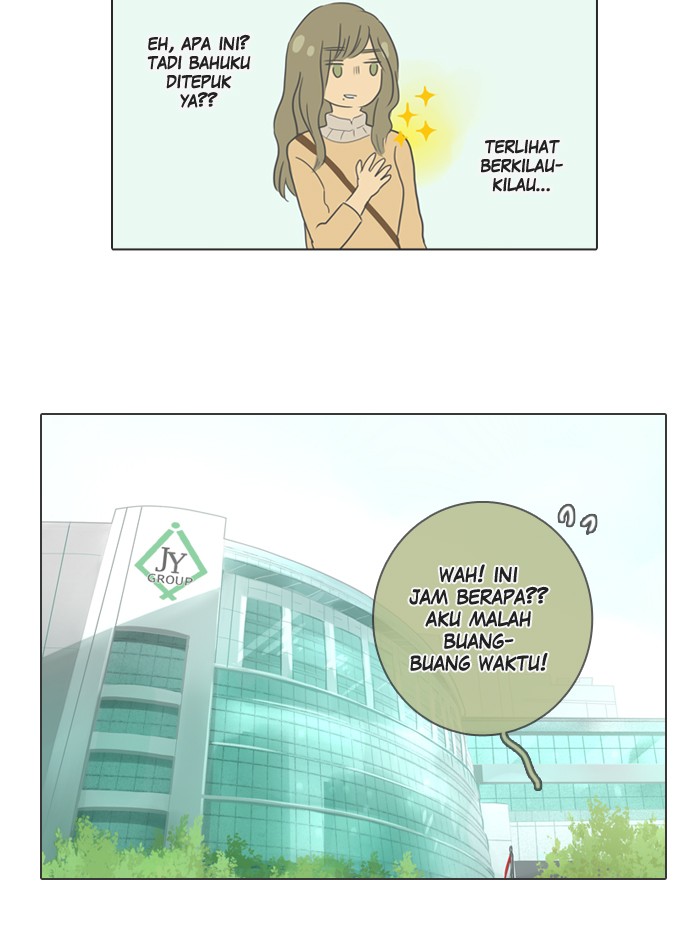 EH, APA INI?
TADI BAHUKU
DITEPUK
YA??
TERLIHAT
BERKILAU-
KILAU...
JY
GROUP
WAH! INI
JAM BERAPA??
AKU MALAH
BUANG-
BUANG WAKTU!